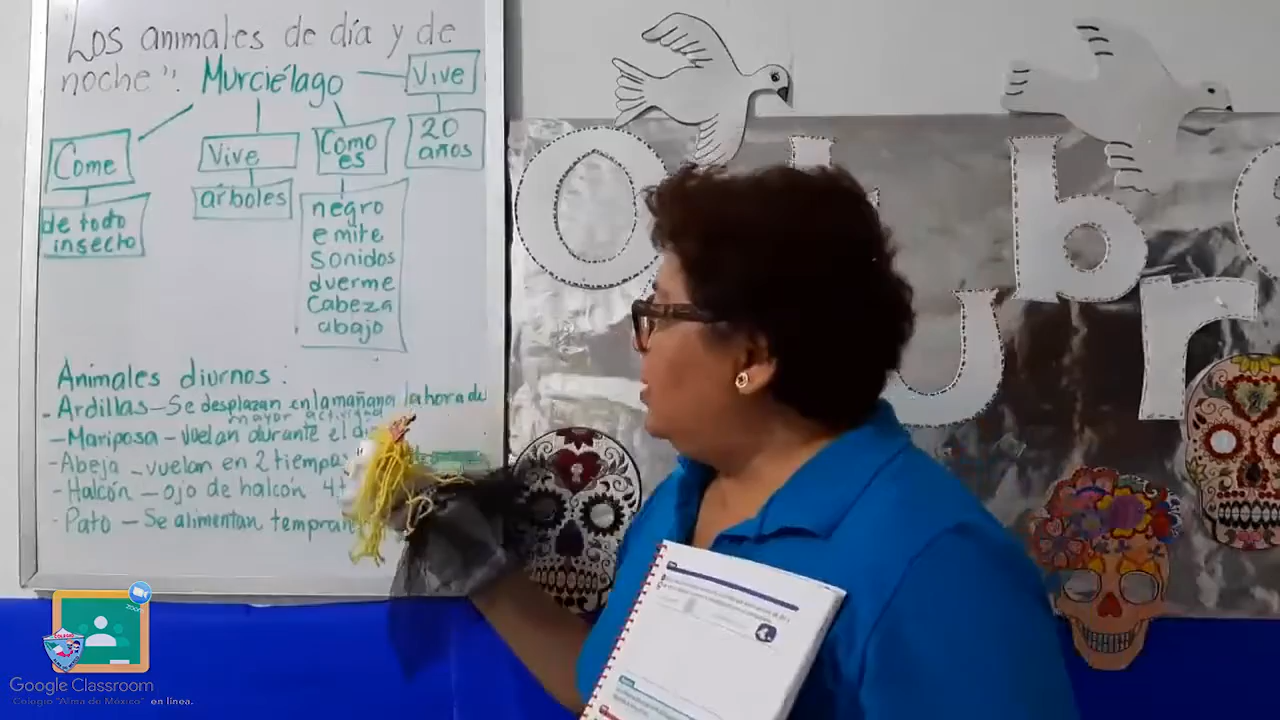 Los animales de día y de
noche".
Murciélago
Vive
20
años
Come
de todo
insecto
Vive
árboles
Como
es
negro
emite
sonidos
duerme
Cabeza
abajo
Animales diurnos:
- Ardillas - Se desplazan en la mañana la hora de
mayor actividad
- Mariposa - vuelan durante el
- Abeja - vuelan en 2
- Halcón - ojo de halcón
- Pato - Se alimentan
O
u
b
r
zoom
COLEGIO
Google Classroom
Colegio "Alma de México" en línea.